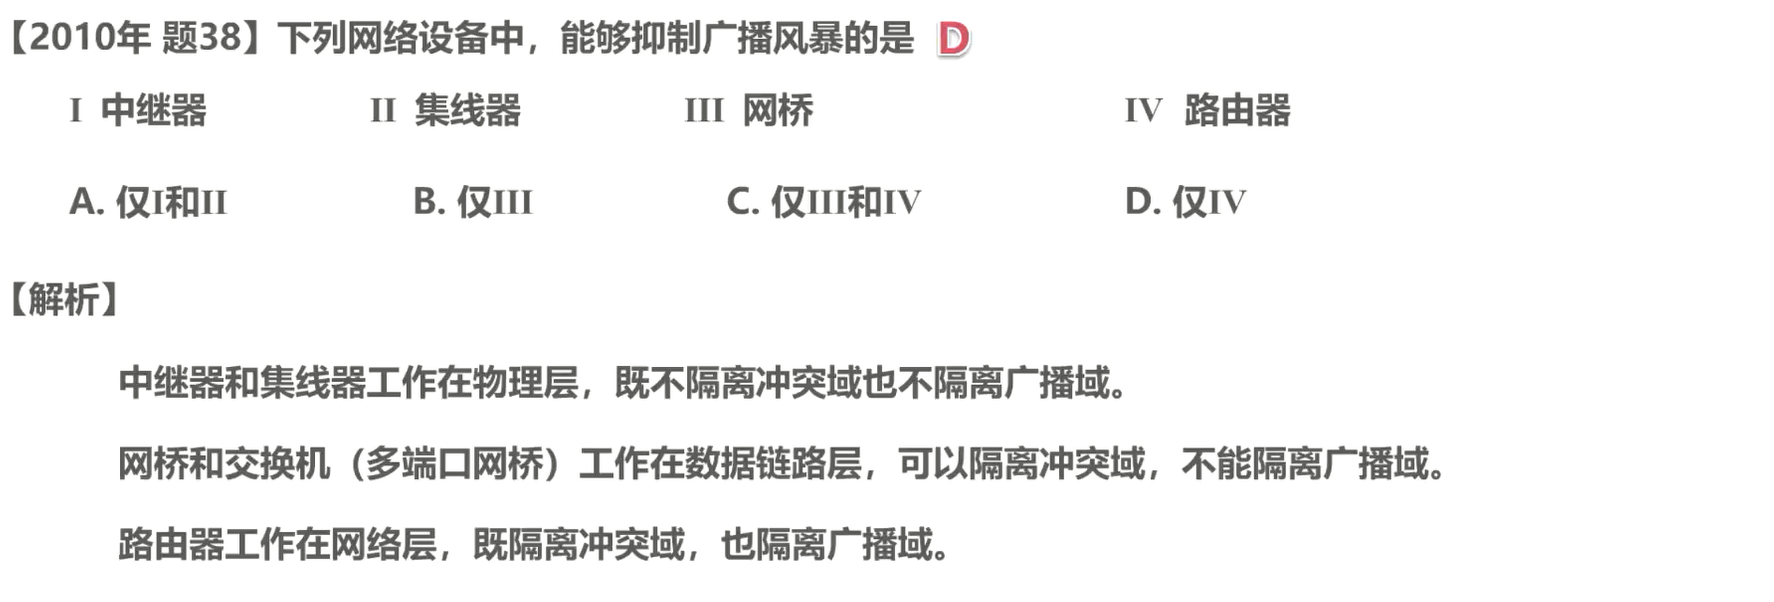 【2010年 题38】下列网络设备中，能够抑制广播风暴的是 D
I 中继器 II 集线器 III 网桥 IV 路由器
A. 仅I和II B. 仅III C. 仅III和IV D. 仅IV
【解析】
中继器和集线器工作在物理层，既不隔离冲突域也不隔离广播域。
网桥和交换机（多端口网桥）工作在数据链路层，可以隔离冲突域，不能隔离广播域。
路由器工作在网络层，既隔离冲突域，也隔离广播域。